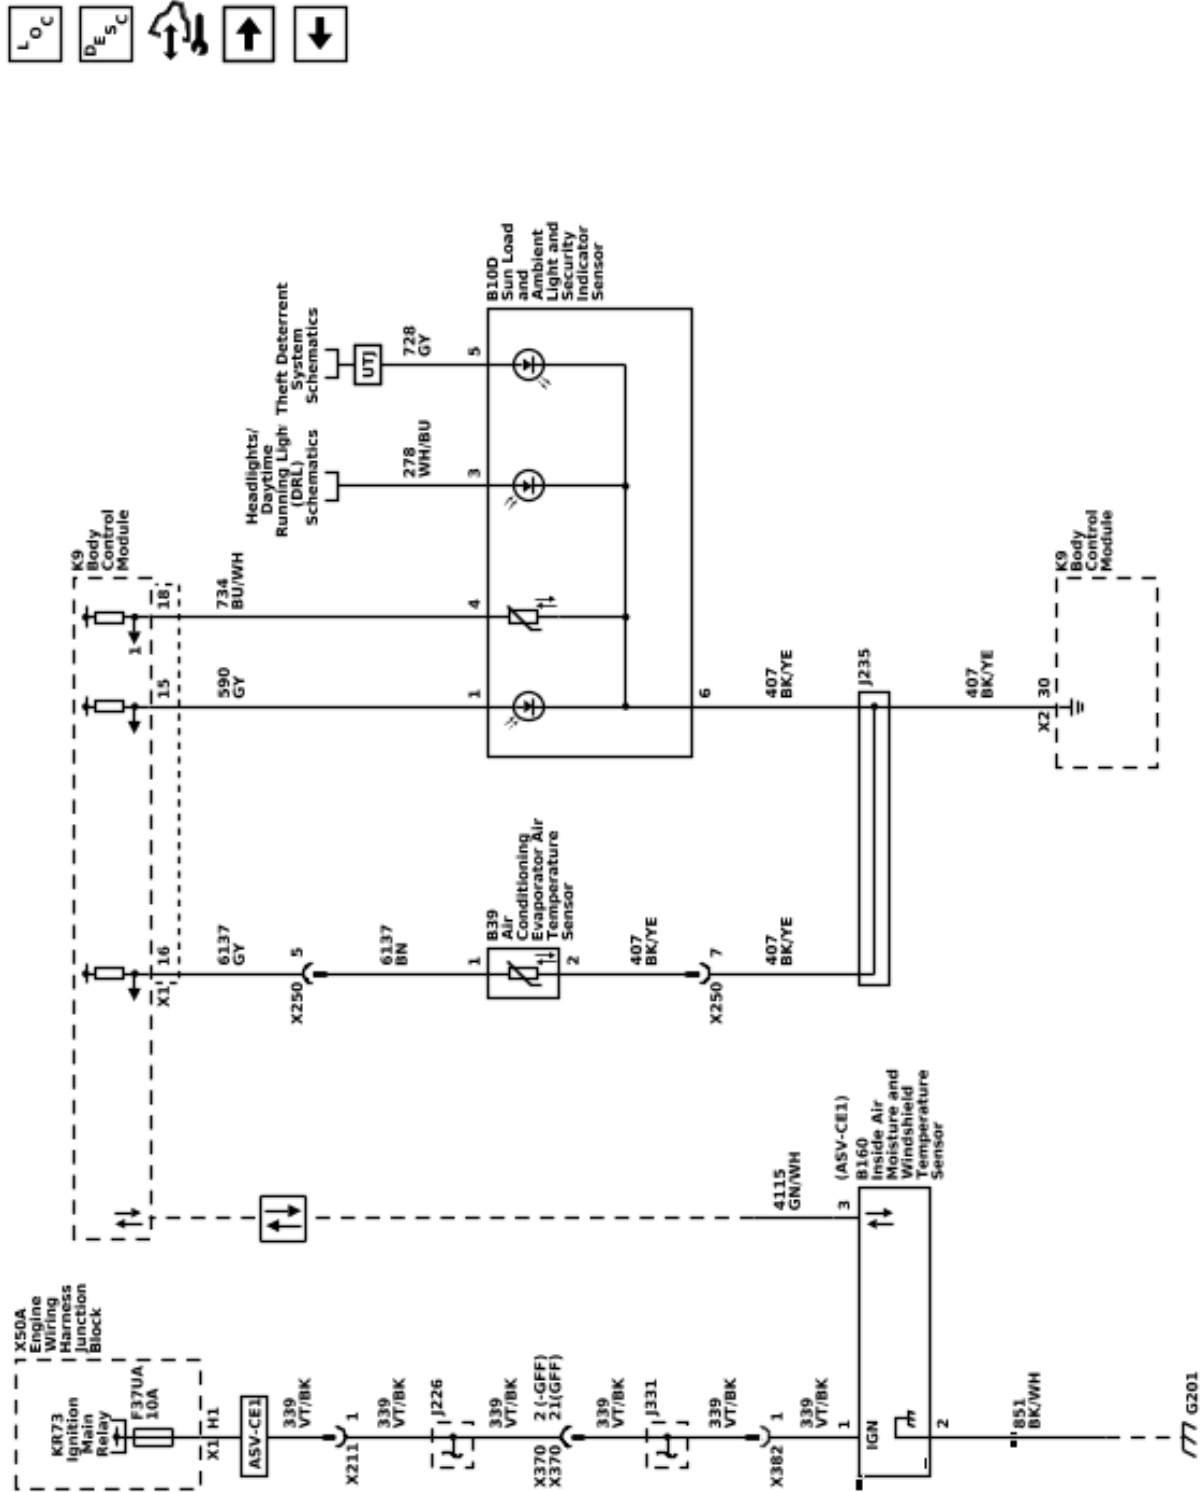 LOC
DESC
X50A
Engine
Wiring
Harness
Junction
Block
KR73
Ignition
Main
Relay
F37UA
10A
X1 H1
ASV-CE1
339
VT/BK
X211 1
339
VT/BK
J226
339
VT/BK
X370 2 (-GFF)
X370 21(GFF)
339
VT/BK
J331
339
VT/BK
X382 1
339
VT/BK
1
IGN
2
851
BK/WH
G201
4115
GN/WH
3
(ASV-CE1)
B160
Inside Air
Moisture and
Windshield
Temperature
Sensor
K9
Body
Control
Module
X1 16
15
18
1
6137
GY
X250 5
6137
BN
1
B39
Air
Conditioning
Evaporator Air
Temperature
Sensor
2
407
BK/YE
X250 7
407
BK/YE
590
GY
1
734
BU/WH
4
Headlights/
Daytime
Running Ligh
(DRL)
Schematics
278
WH/BU
3
Theft Deterrent
System
Schematics
UTJ
728
GY
5
B10D
Sun Load
and
Ambient
Light and
Security
Indicator
Sensor
6
407
BK/YE
J235
407
BK/YE
X2 30
K9
Body
Control
Module